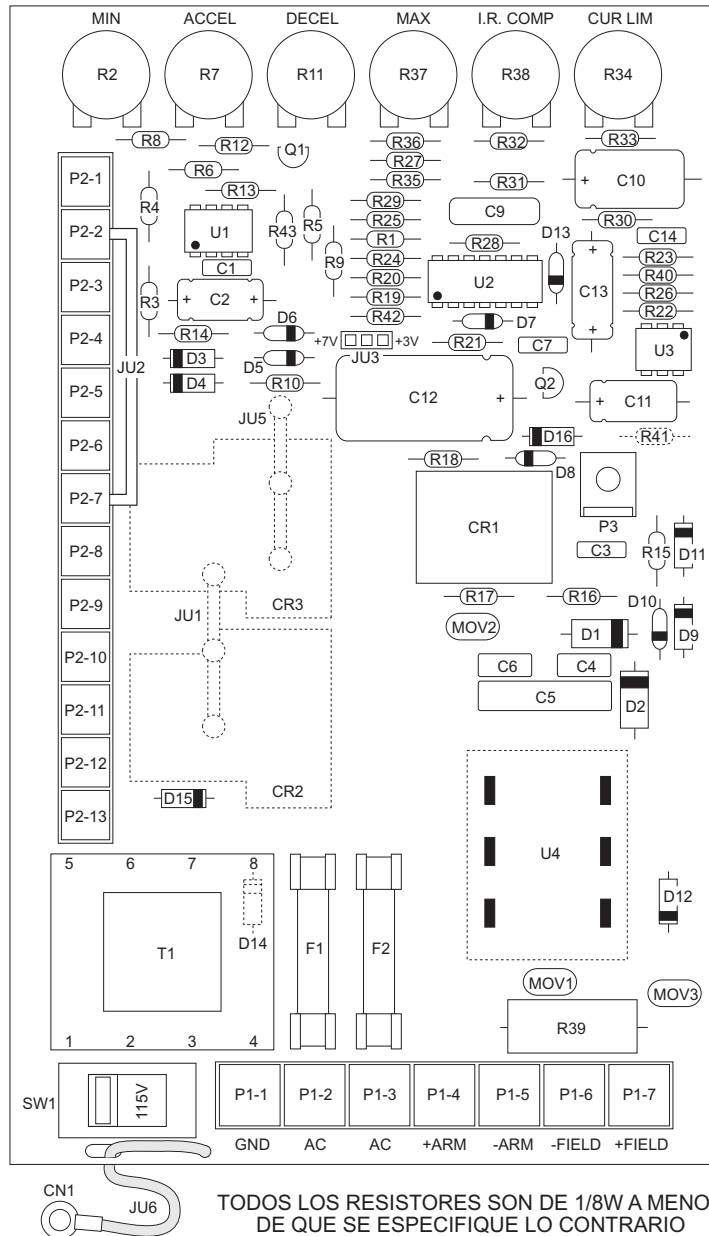 MIN ACCEL DECEL MAX I.R. COMP CUR LIM
R2 R7 R11 R37 R38 R34
R8 R12 Q1 R36 R32 R33
R27
P2-1 R6 R35 R31 C10
R13
R4 R29 C9
P2-2 U1 R43 R5 R25 R30
R1 D13 C14
R9 R28
R24 R23
C1 R20 U2 C13 R40
P2-3 R3 C2 R19 R26
R42 R22
D6 D7
P2-4 R14 +7V +3V R21 C7 U3
JU2 D3 D5 JU3
P2-5 D4 R10 C12 Q2 C11
JU5
P2-6 D16 R41
R18 D8
P2-7 CR1 P3
P2-8 C3 R15 D11
P2-9 CR3 R17 R16 D10
JU1 MOV2 D1 D9
P2-10 C6 C4
C5 D2
P2-11
P2-12 CR2
D15
P2-13
U4
5 6 7 8
D14 D12
T1 F1 F2
MOV1 MOV3
R39
1 2 3 4
SW1 115V P1-1 P1-2 P1-3 P1-4 P1-5 P1-6 P1-7
GND AC AC +ARM -ARM -FIELD +FIELD
CN1
JU6
TODOS LOS RESISTORES SON DE 1/8W A MENO
DE QUE SE ESPECIFIQUE LO CONTRARIO